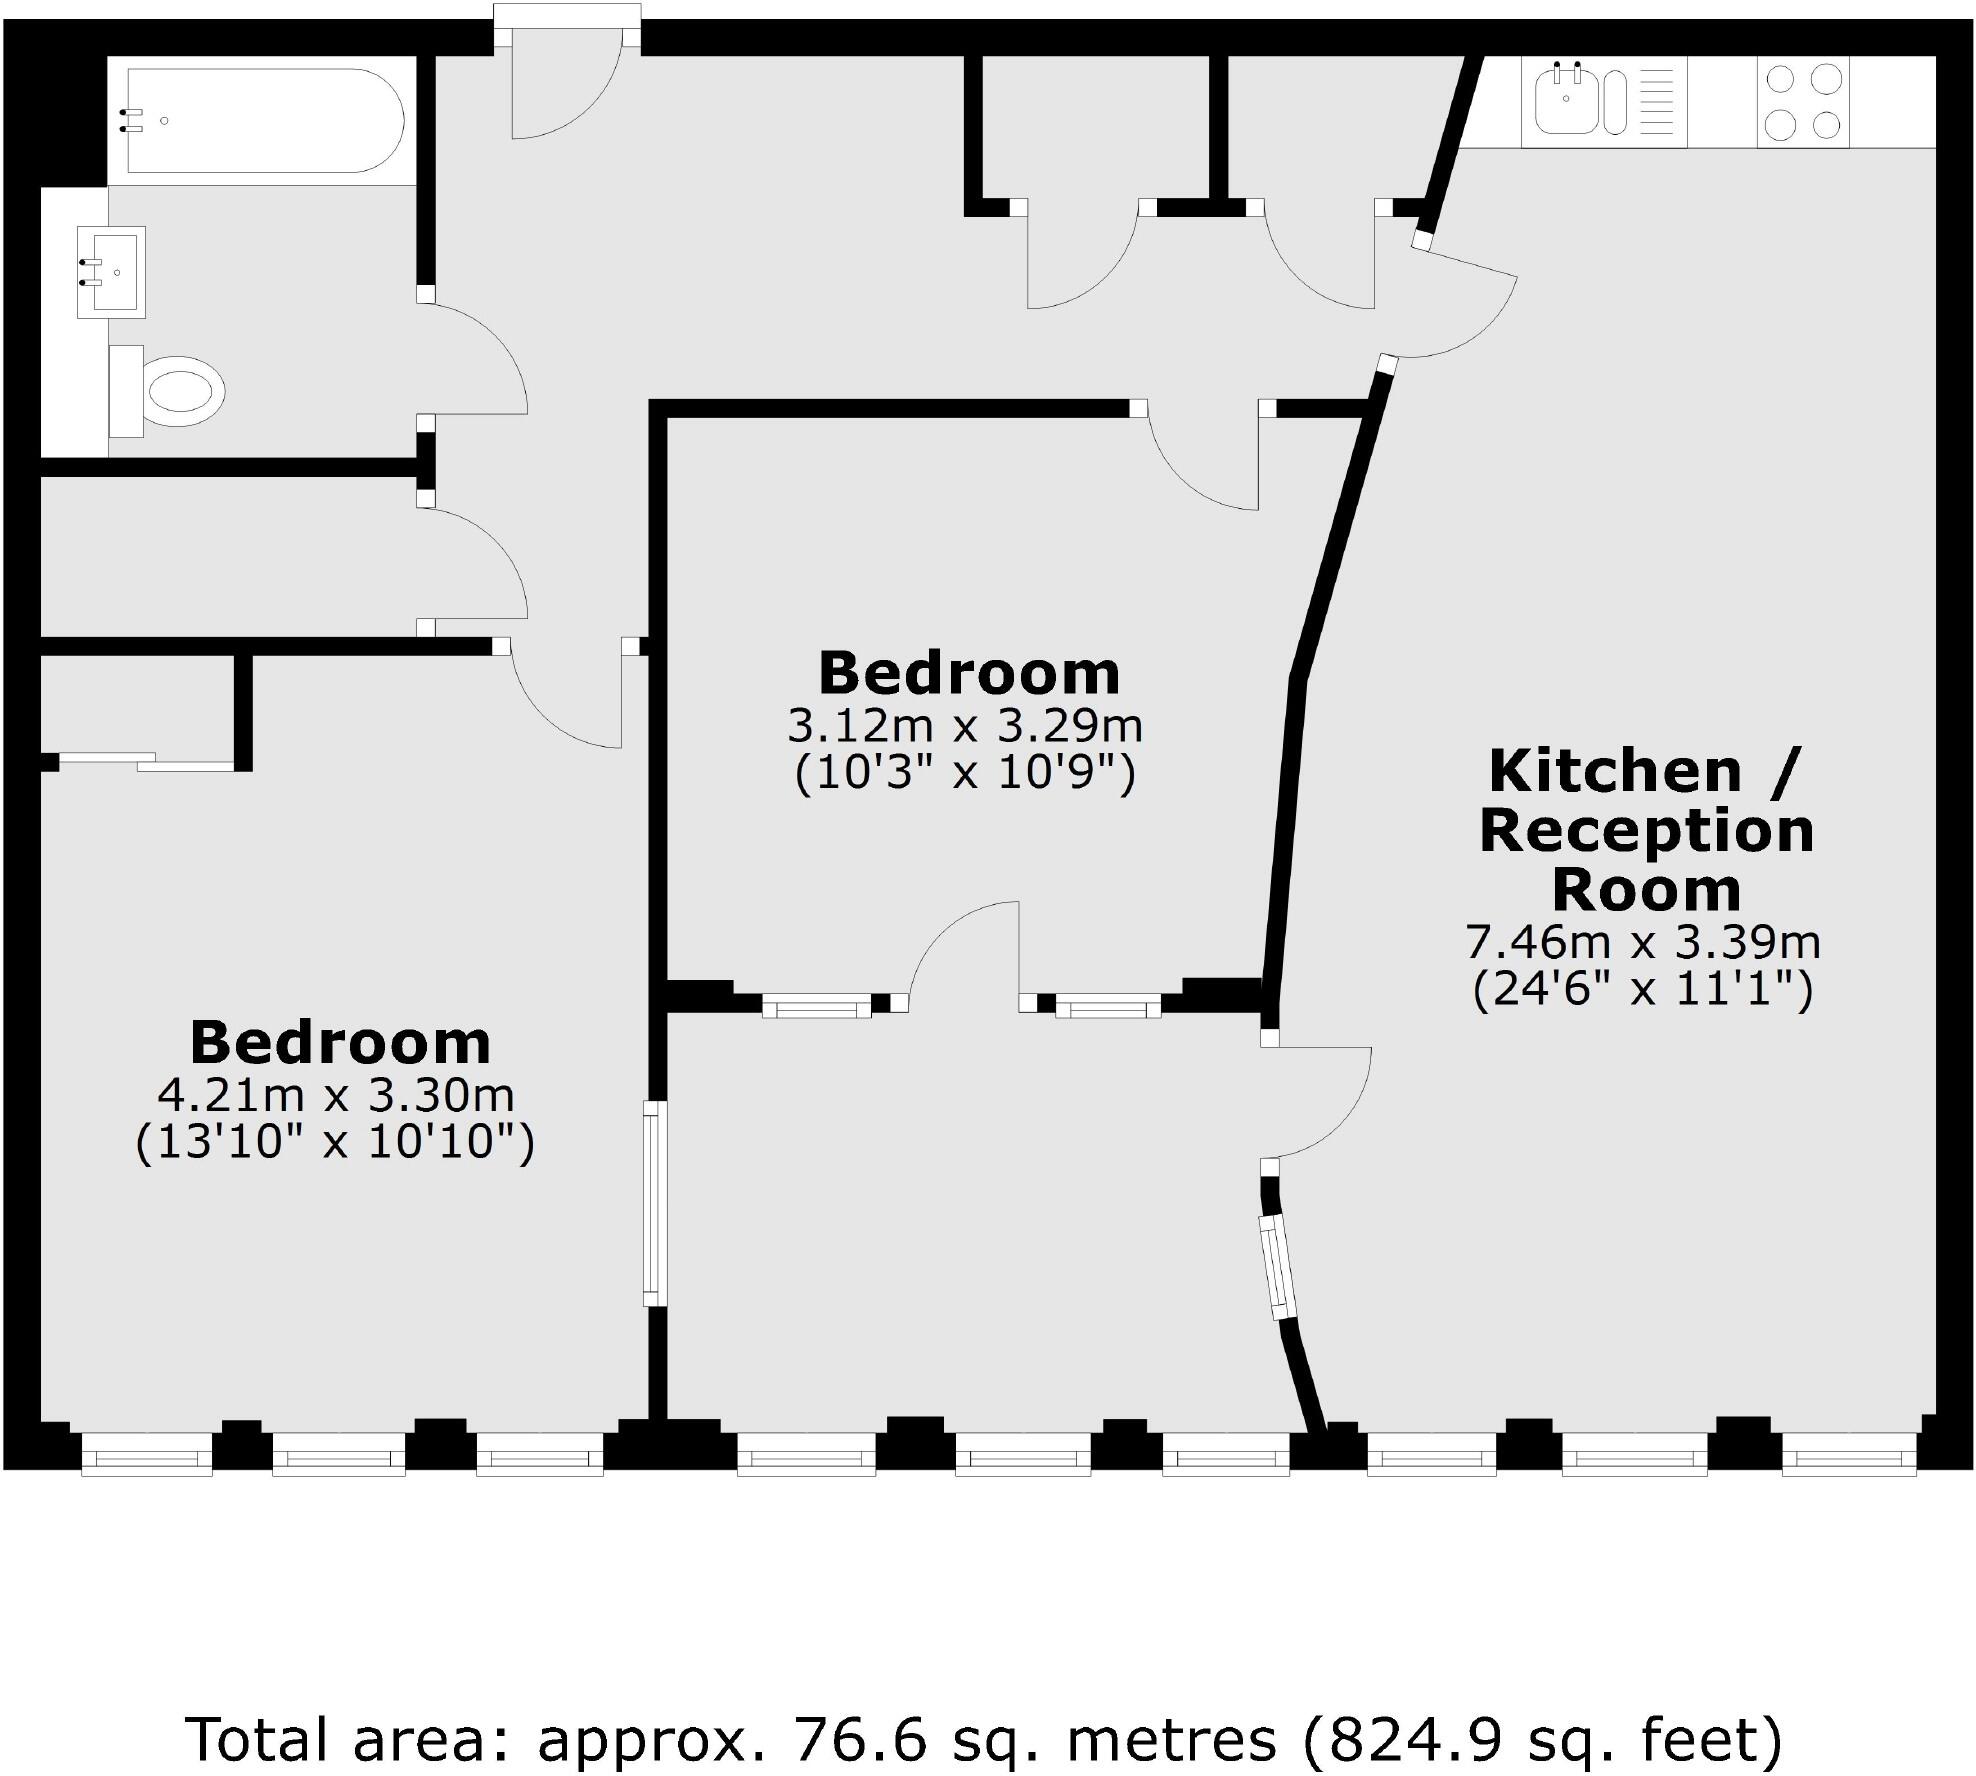 Bedroom
3.12m x 3.29m
(10'3" x 10'9")
Kitchen /
Reception
Room
7.46m x 3.39m
(24'6" x 11'1")
Bedroom
4.21m x 3.30m
(13'10" x 10'10")
Total area: approx. 76.6 sq. metres (824.9 sq. feet)